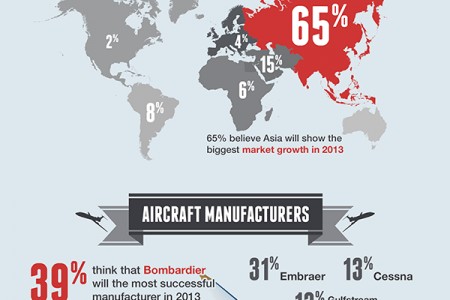 65%
2%
4%
15%
6%
8%
65% believe Asia will show the
biggest market growth in 2013
AIRCRAFT MANUFACTURERS
39% think that Bombardier
will the most successful
manufacturer in 2013
31% Embraer
13% Cessna
Gulfstream